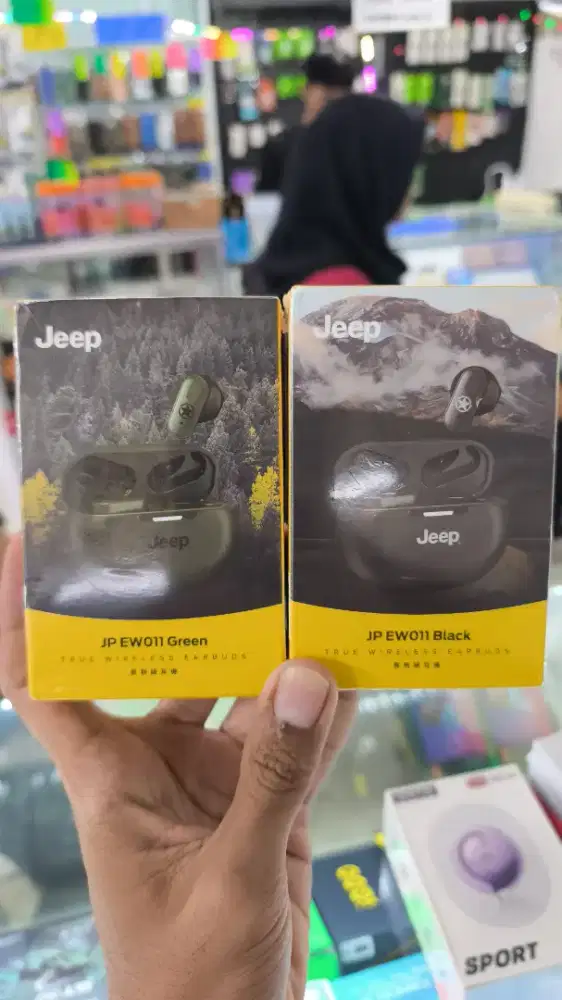 Jeep
Jeep
JP EW011 Green
TRUE WIRELESS EARBUDS
Jeep
Jeep
JP EW011 Black
TRUE WIRELESS EARBUDS
SPORT